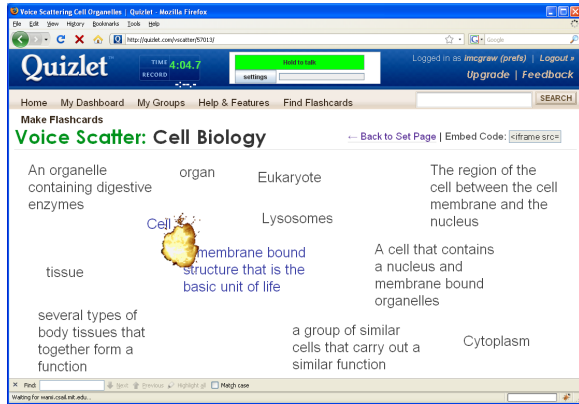 Voice Scattering Cell Organelles | Quizlet - Mozilla Firefox
File Edit View History Bookmarks Tools Help
http://quizlet.com/vscatter/57013/
Google
Quizlet
TIME 4:04.7
RECORD --:--.-
Hold to talk
settings
Logged in as imcgraw (prefs) | Logout »
Upgrade | Feedback
Home My Dashboard My Groups Help & Features Find Flashcards
SEARCH
Make Flashcards
Voice Scatter: Cell Biology
← Back to Set Page | Embed Code: <iframe src=
An organelle
containing digestive
enzymes
organ
Eukaryote
The region of the
cell between the cell
membrane and the
nucleus
Cell
Lysosomes
membrane bound
structure that is the
basic unit of life
A cell that contains
a nucleus and
membrane bound
organelles
tissue
several types of
body tissues that
together form a
function
a group of similar
cells that carry out a
similar function
Cytoplasm
Find:
Next Previous Highlight all Match case
Waiting for wami.csail.mit.edu...